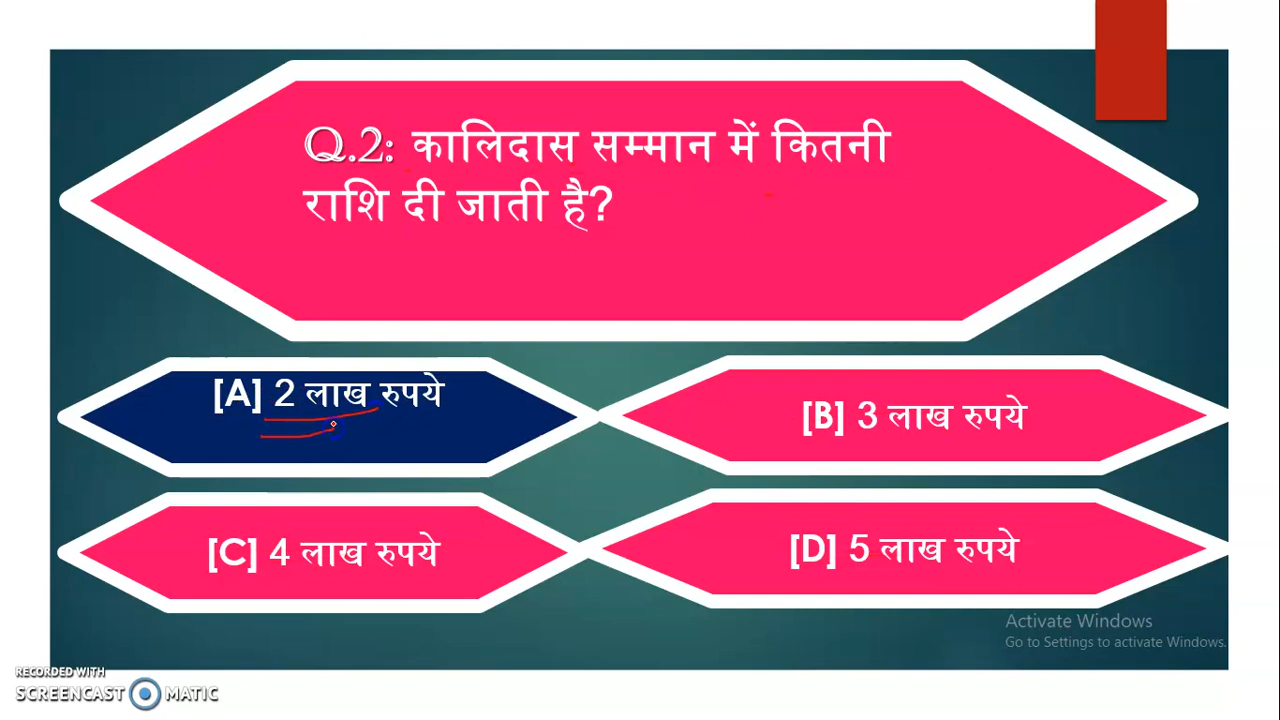 Q.2: कालिदास सम्मान में कितनी
राशि दी जाती है?
[A] 2 लाख रुपये
[B] 3 लाख रुपये
[C] 4 लाख रुपये
[D] 5 लाख रुपये
Activate Windows
Go to Settings to activate Windows.
RECORDED WITH
SCREENCAST MATIC